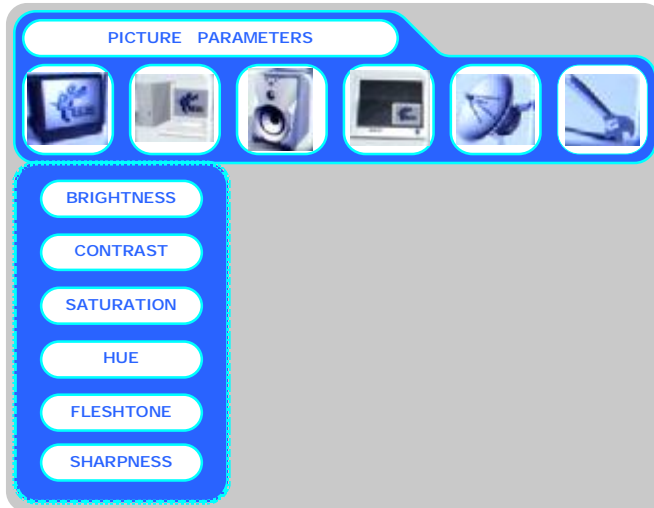 PICTURE PARAMETERS
BRIGHTNESS
CONTRAST
SATURATION
HUE
FLESHTONE
SHARPNESS